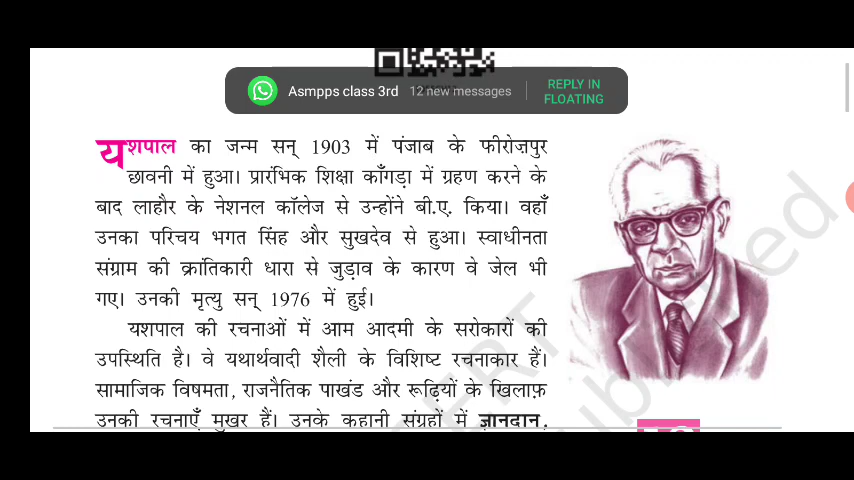 Asmpps class 3rd 12 new messages REPLY IN
FLOATING
यशपाल का जन्म सन् 1903 में पंजाब के फीरोज़पुर
छावनी में हुआ। प्रारंभिक शिक्षा काँगड़ा में ग्रहण करने के
बाद लाहौर के नेशनल कॉलेज से उन्होंने बी.ए. किया। वहाँ
उनका परिचय भगत सिंह और सुखदेव से हुआ। स्वाधीनता
संग्राम की क्रांतिकारी धारा से जुड़ाव के कारण वे जेल भी
गए। उनकी मृत्यु सन् 1976 में हुई।
यशपाल की रचनाओं में आम आदमी के सरोकारों की
उपस्थिति है। वे यथार्थवादी शैली के विशिष्ट रचनाकार हैं।
सामाजिक विषमता, राजनैतिक पाखंड और रूढ़ियों के खिलाफ़
उनकी रचनाएँ मुखर हैं। उनके कहानी संग्रहों में ज्ञानदान,